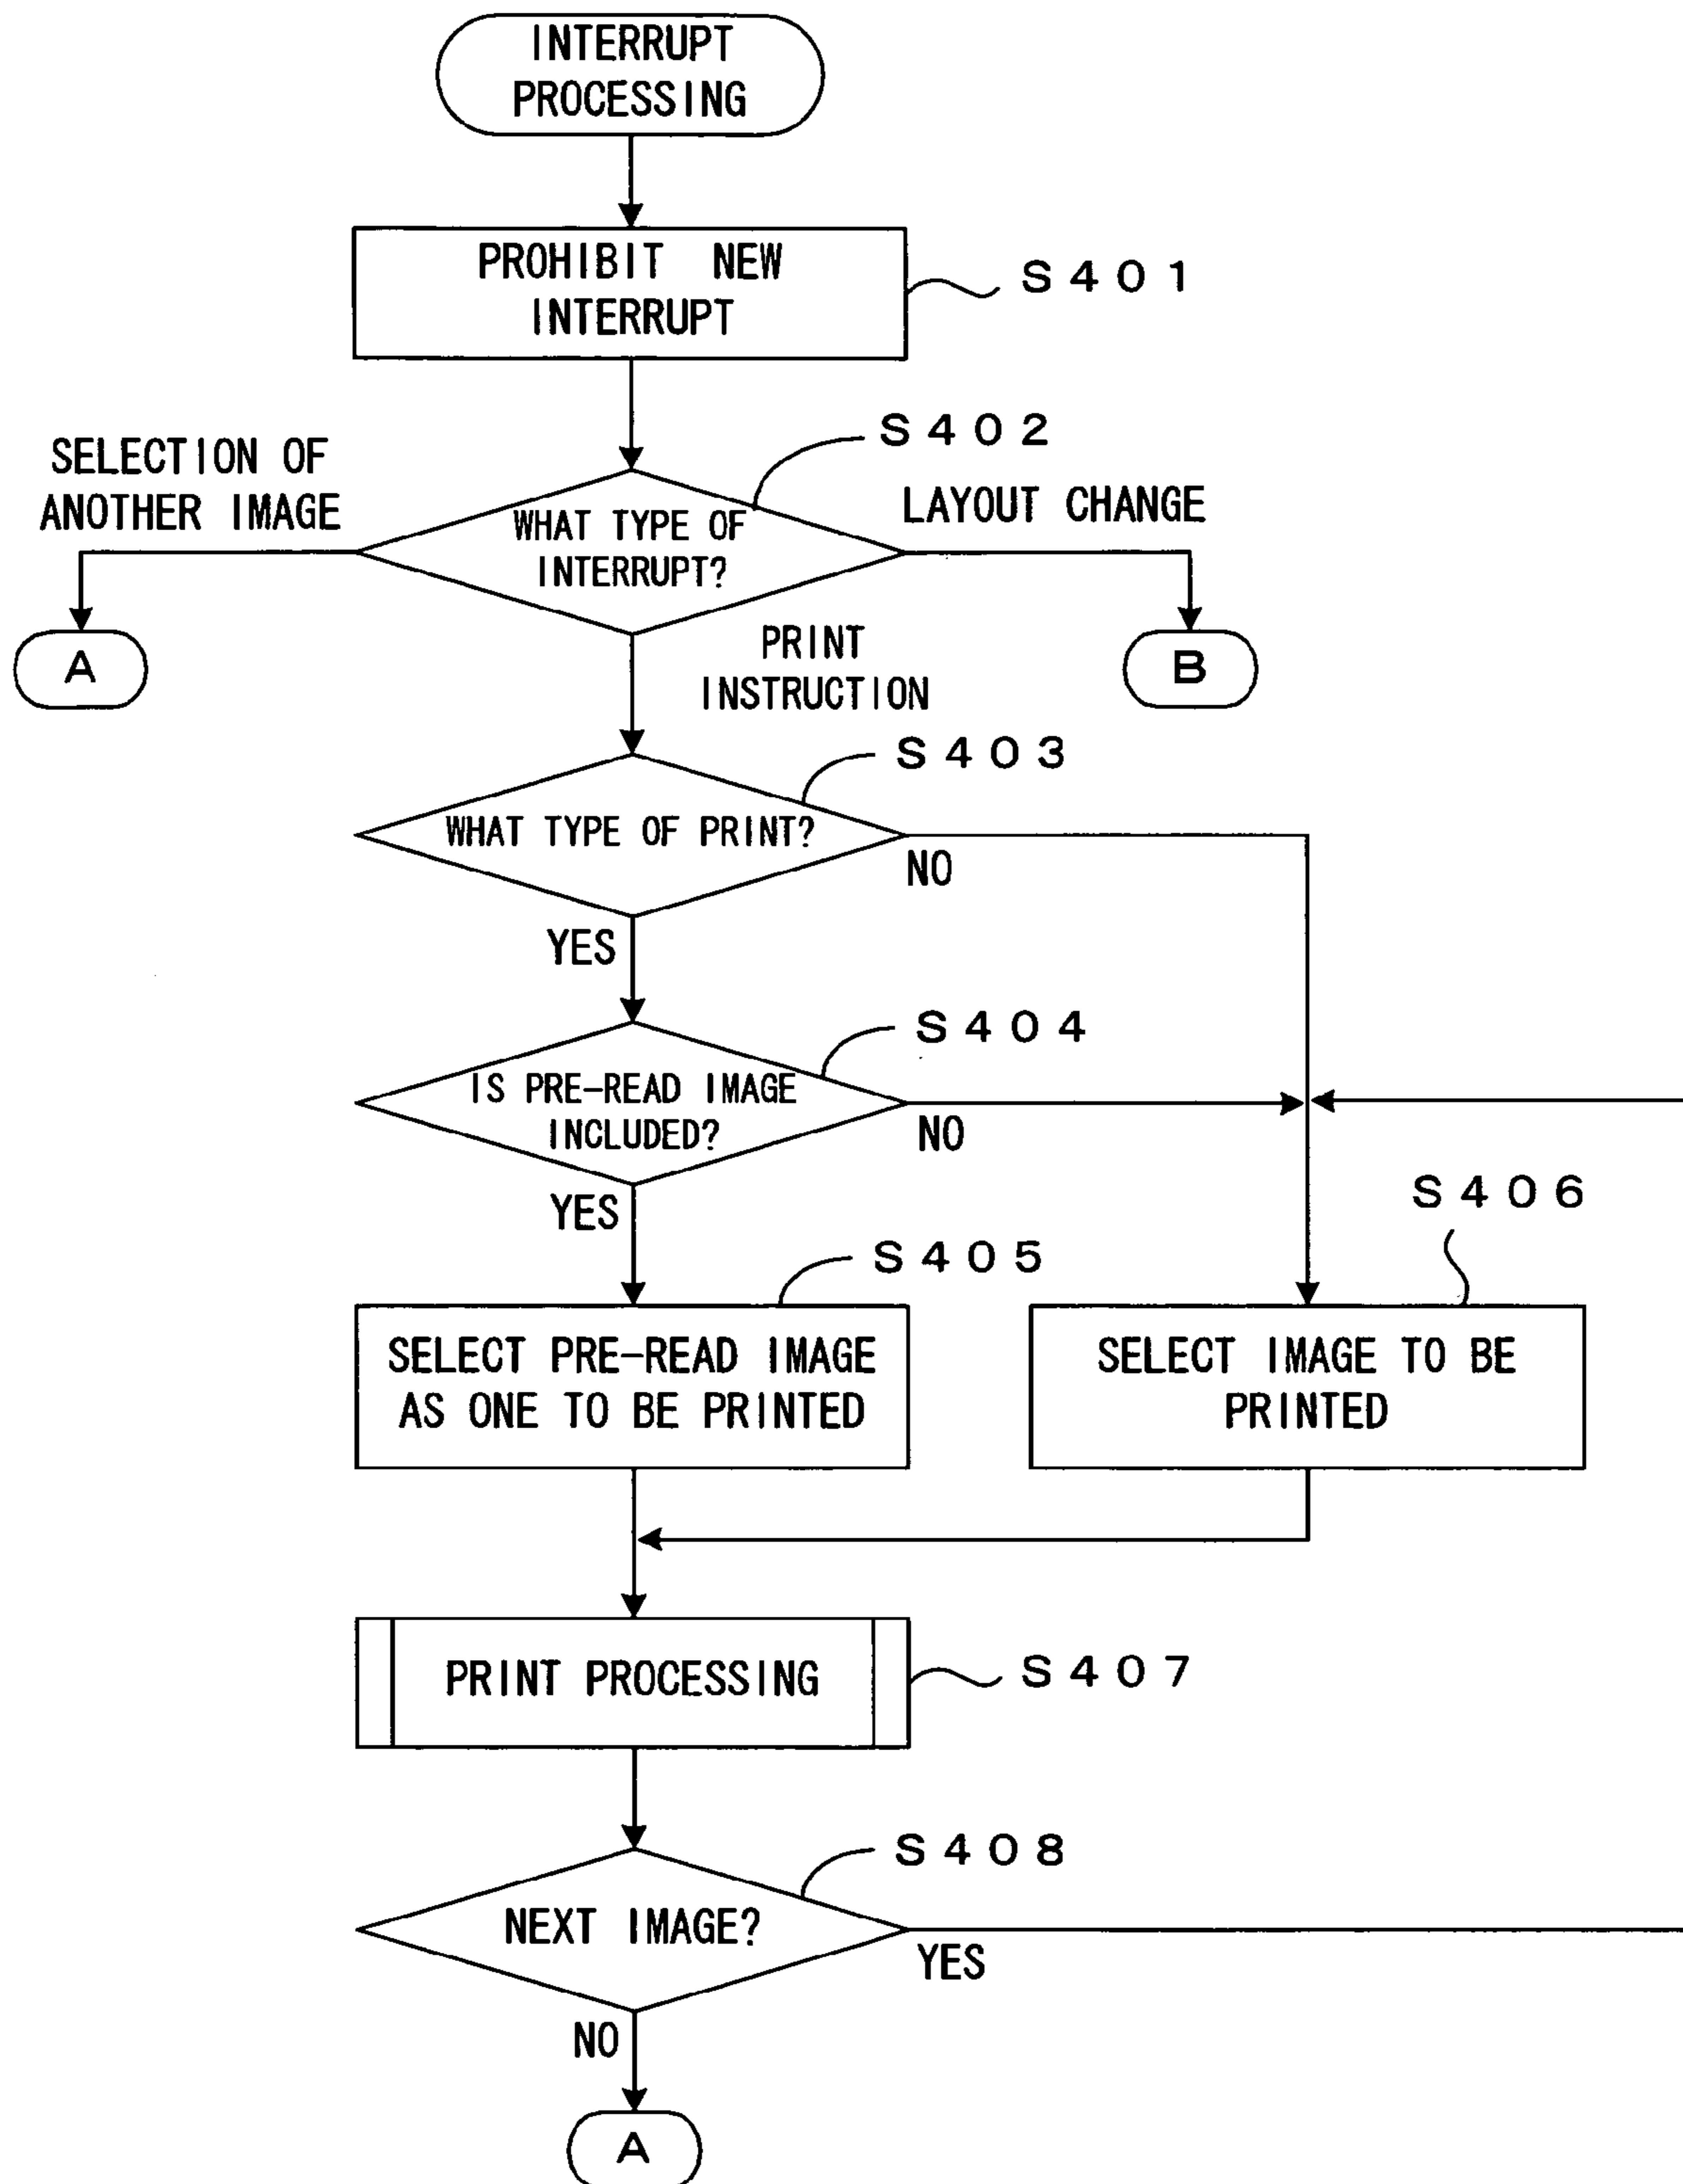 INTERRUPT
PROCESSING
PROHIBIT NEW
INTERRUPT
S401
S402
SELECTION OF
ANOTHER IMAGE
LAYOUT CHANGE
WHAT TYPE OF
INTERRUPT?
A
B
PRINT
INSTRUCTION
S403
WHAT TYPE OF PRINT?
NO
YES
S404
IS PRE-READ IMAGE
INCLUDED?
NO
YES
S405
S406
SELECT PRE-READ IMAGE
AS ONE TO BE PRINTED
SELECT IMAGE TO BE
PRINTED
PRINT PROCESSING
S407
S408
NEXT IMAGE?
YES
NO
A